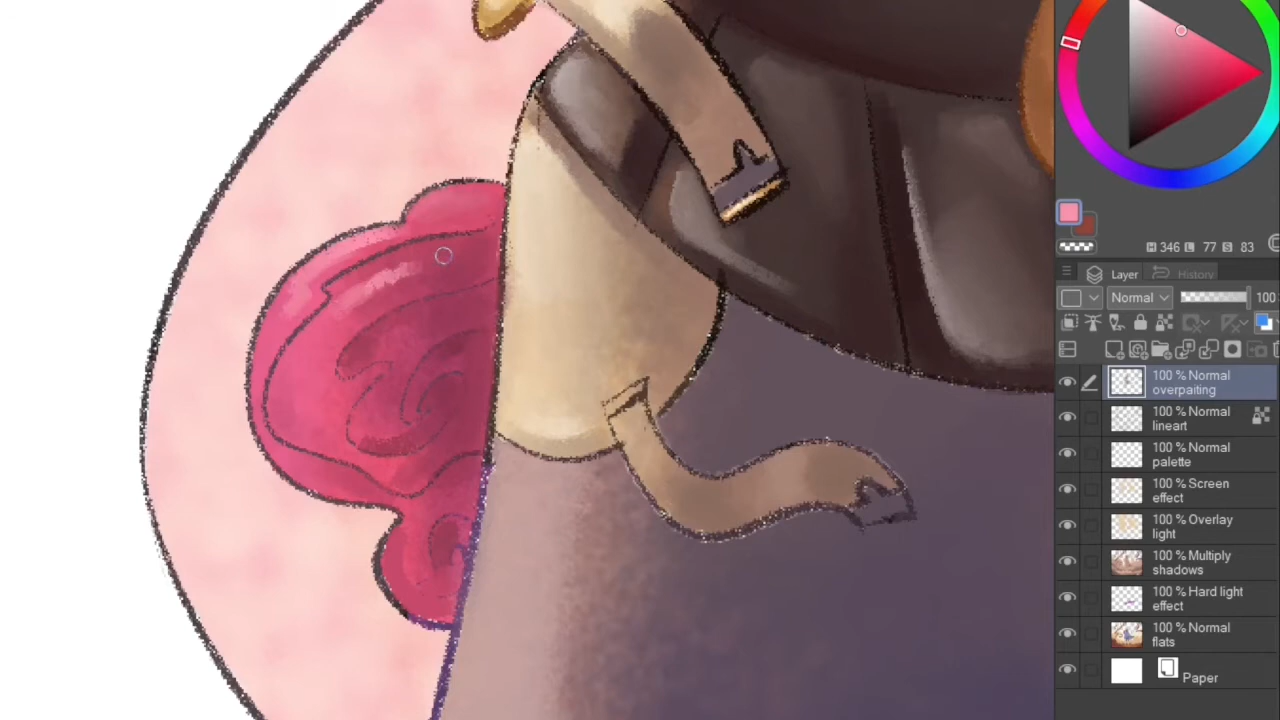 H 346 L 77 S 83
Layer
History
Normal
100
100 % Normal
overpaiting
100 % Normal
lineart
100 % Normal
palette
100 % Screen
effect
100 % Overlay
light
100 % Multiply
shadows
100 % Hard light
effect
100 % Normal
flats
Paper